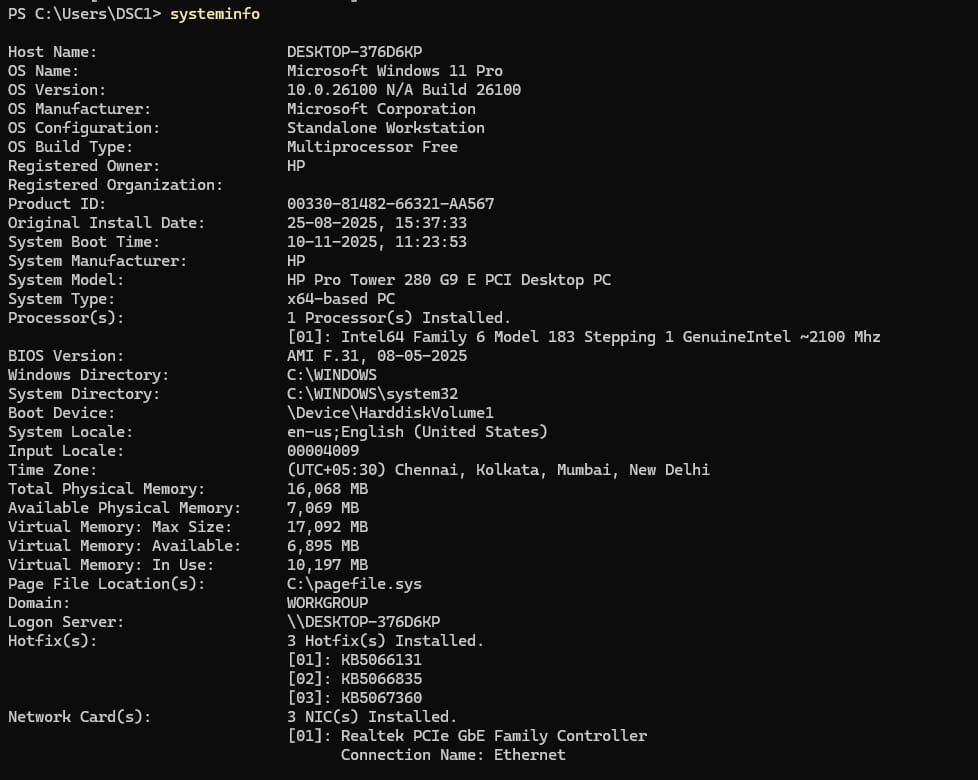 PS C:\Users\DSC1> systeminfo
Host Name: DESKTOP-376D6KP
OS Name: Microsoft Windows 11 Pro
OS Version: 10.0.26100 N/A Build 26100
OS Manufacturer: Microsoft Corporation
OS Configuration: Standalone Workstation
OS Build Type: Multiprocessor Free
Registered Owner: HP
Registered Organization:
Product ID: 00330-81482-66321-AA567
Original Install Date: 25-08-2025, 15:37:33
System Boot Time: 10-11-2025, 11:23:53
System Manufacturer: HP
System Model: HP Pro Tower 280 G9 E PCI Desktop PC
System Type: x64-based PC
Processor(s): 1 Processor(s) Installed.
[01]: Intel64 Family 6 Model 183 Stepping 1 GenuineIntel ~2100 Mhz
BIOS Version: AMI F.31, 08-05-2025
Windows Directory: C:\WINDOWS
System Directory: C:\WINDOWS\system32
Boot Device: \Device\HarddiskVolume1
System Locale: en-us;English (United States)
Input Locale: 00004009
Time Zone: (UTC+05:30) Chennai, Kolkata, Mumbai, New Delhi
Total Physical Memory: 16,068 MB
Available Physical Memory: 7,069 MB
Virtual Memory: Max Size: 17,092 MB
Virtual Memory: Available: 6,895 MB
Virtual Memory: In Use: 10,197 MB
Page File Location(s): C:\pagefile.sys
Domain: WORKGROUP
Logon Server: \\DESKTOP-376D6KP
Hotfix(s): 3 Hotfix(s) Installed.
[01]: KB5066131
[02]: KB5066835
[03]: KB5067360
Network Card(s): 3 NIC(s) Installed.
[01]: Realtek PCIe GbE Family Controller
Connection Name: Ethernet